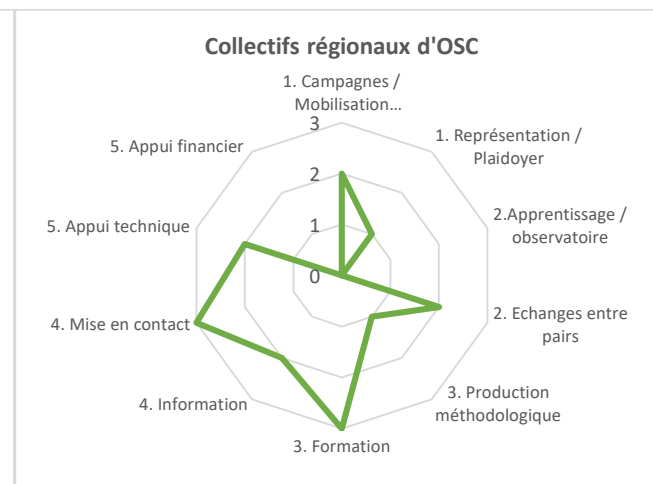 Collectifs régionaux d'OSC
1. Campagnes /
Mobilisation…
1. Représentation /
Plaidoyer
2.Apprentissage /
observatoire
2. Echanges entre
pairs
3. Production
méthodologique
3. Formation
4. Information
4. Mise en contact
5. Appui technique
5. Appui financier
3
2
1
0